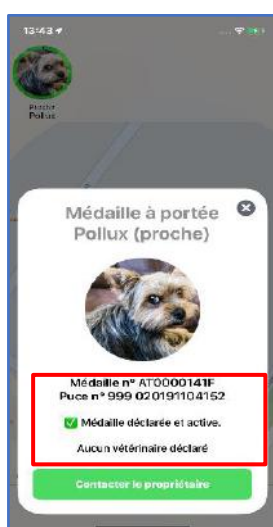 13:43
Pollux
Médaille à portée
Pollux (proche)
Médaille n° AT0000141F
Puce n° 999 020191104152
Médaille déclarée et active.
Aucun vétérinaire déclaré
Contacter le propriétaire